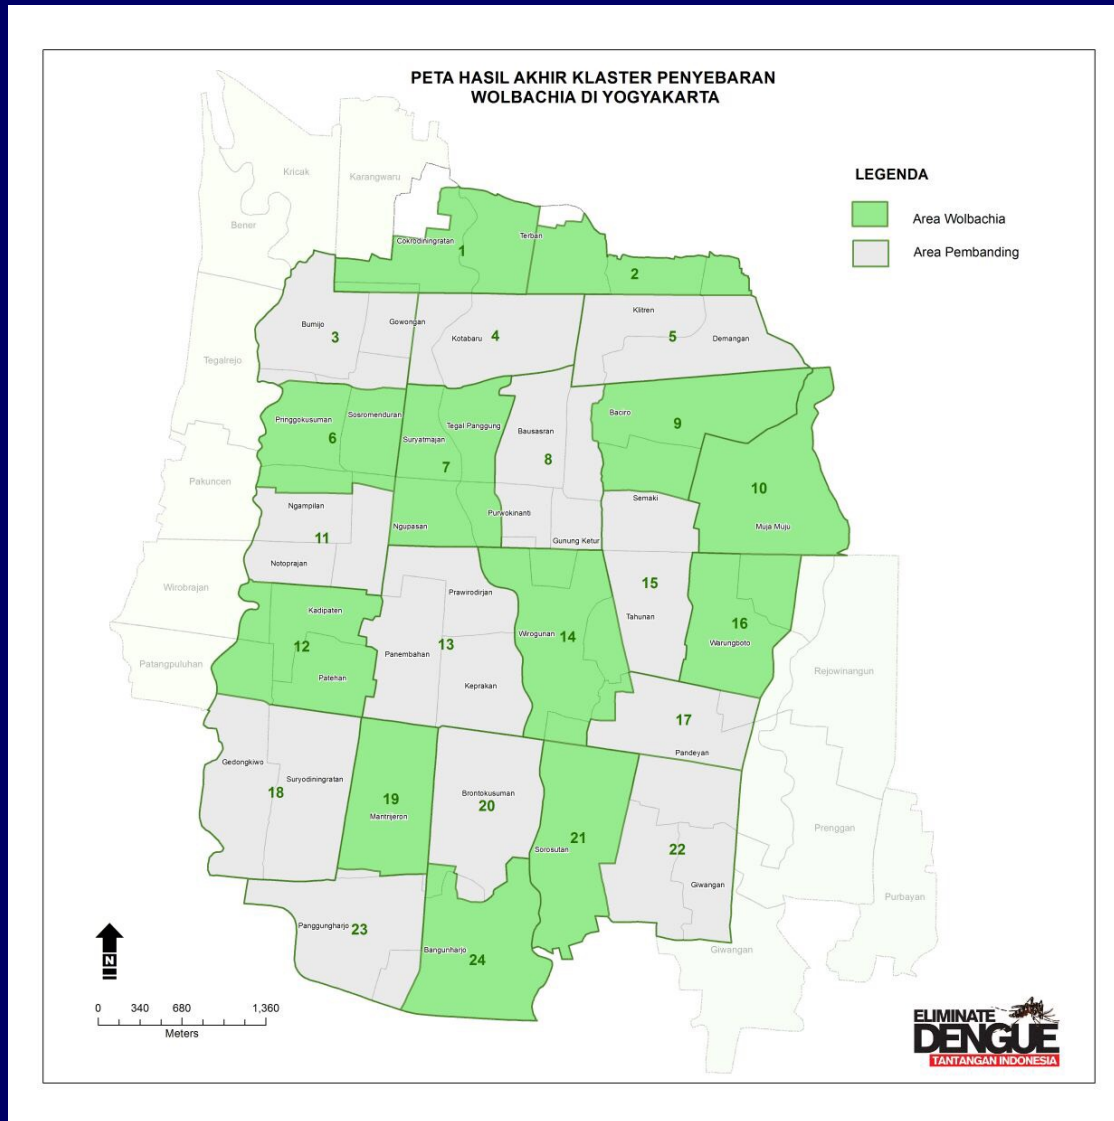 PETA HASIL AKHIR KLASTER PENYEBARAN
WOLBACHIA DI YOGYAKARTA
LEGENDA
Area Wolbachia
Area Pembanding
Kricak
Karangwaru
Bener
Cokrodiningratan
1
Terban
2
Bumijo
3
Gowongan
Kotabaru
4
Klitren
5
Demangan
Tegalrejo
Pringgokusuman
Sosromenduran
6
Suryatmajan
Tegal Panggung
7
Bausasran
8
Baciro
9
10
Muja Muju
Pakuncen
Ngampilan
11
Notoprajan
Ngupasan
Purwokinanti
Gunung Ketur
Semaki
15
Tahunan
16
Warungboto
Wirobrajan
Kadipaten
12
Patehan
Prawirodirjan
Panembahan
13
Keprakan
Wirogunan
14
Patangpuluhan
Rejowinangun
17
Pandeyan
Gedongkiwo
Suryodiningratan
18
19
Mantrijeron
Brontokusuman
20
21
Sorosutan
22
Giwangan
Prenggan
Purbayan
Panggungharjo
23
Bangunharjo
24
Giwangan
N
0 340 680 1,360
Meters
ELIMINATE
DENGUE
TANTANGAN INDONESIA